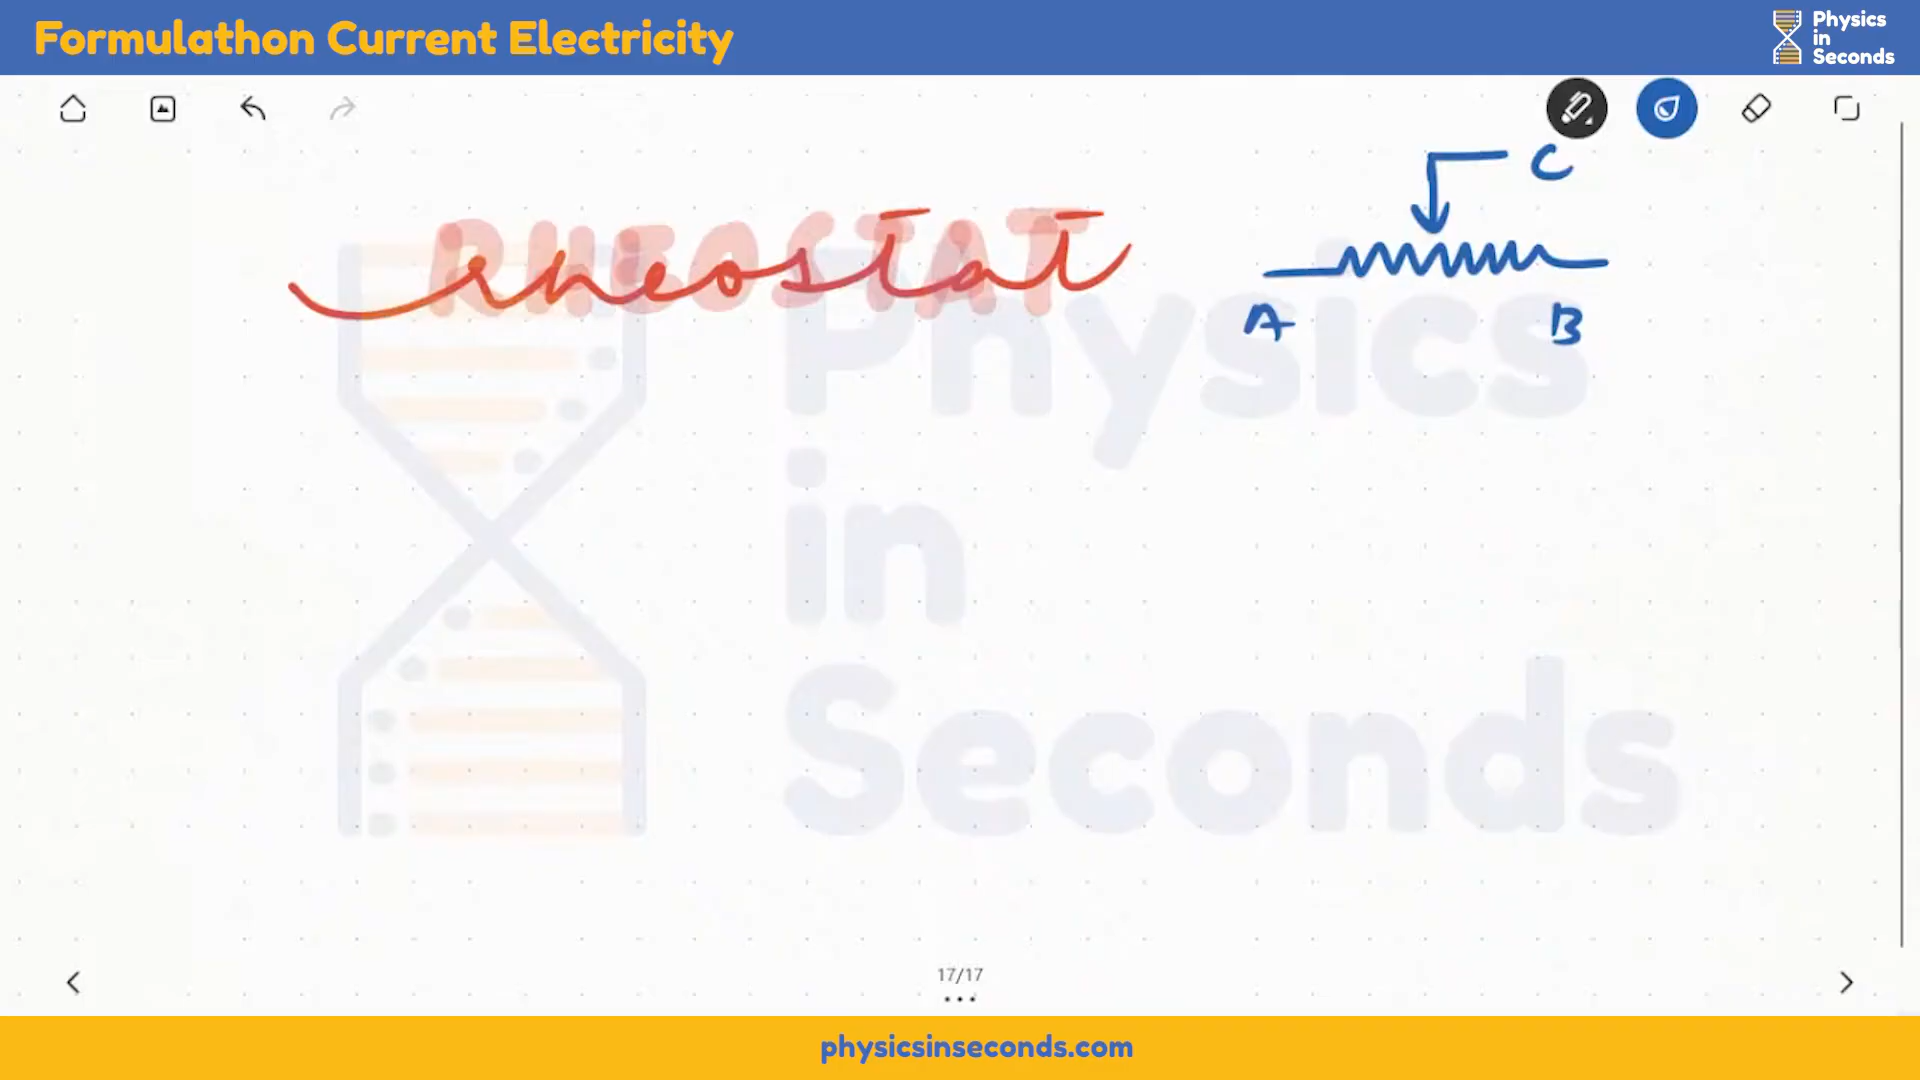 Formulathon Current Electricity
Physics
in
Seconds
C
RHEOSTAT
rheostat
A
B
Physics
in
Seconds
17/17
physicsinseconds.com